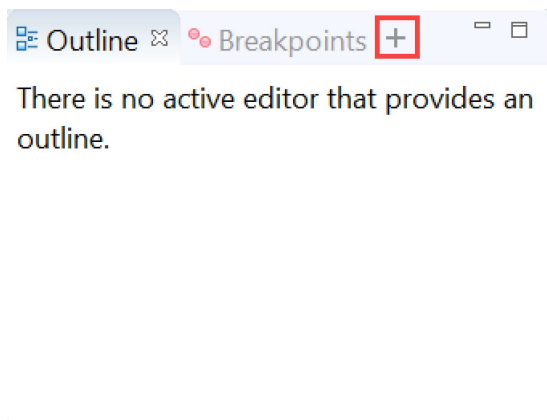 Outline Breakpoints
There is no active editor that provides an
outline.